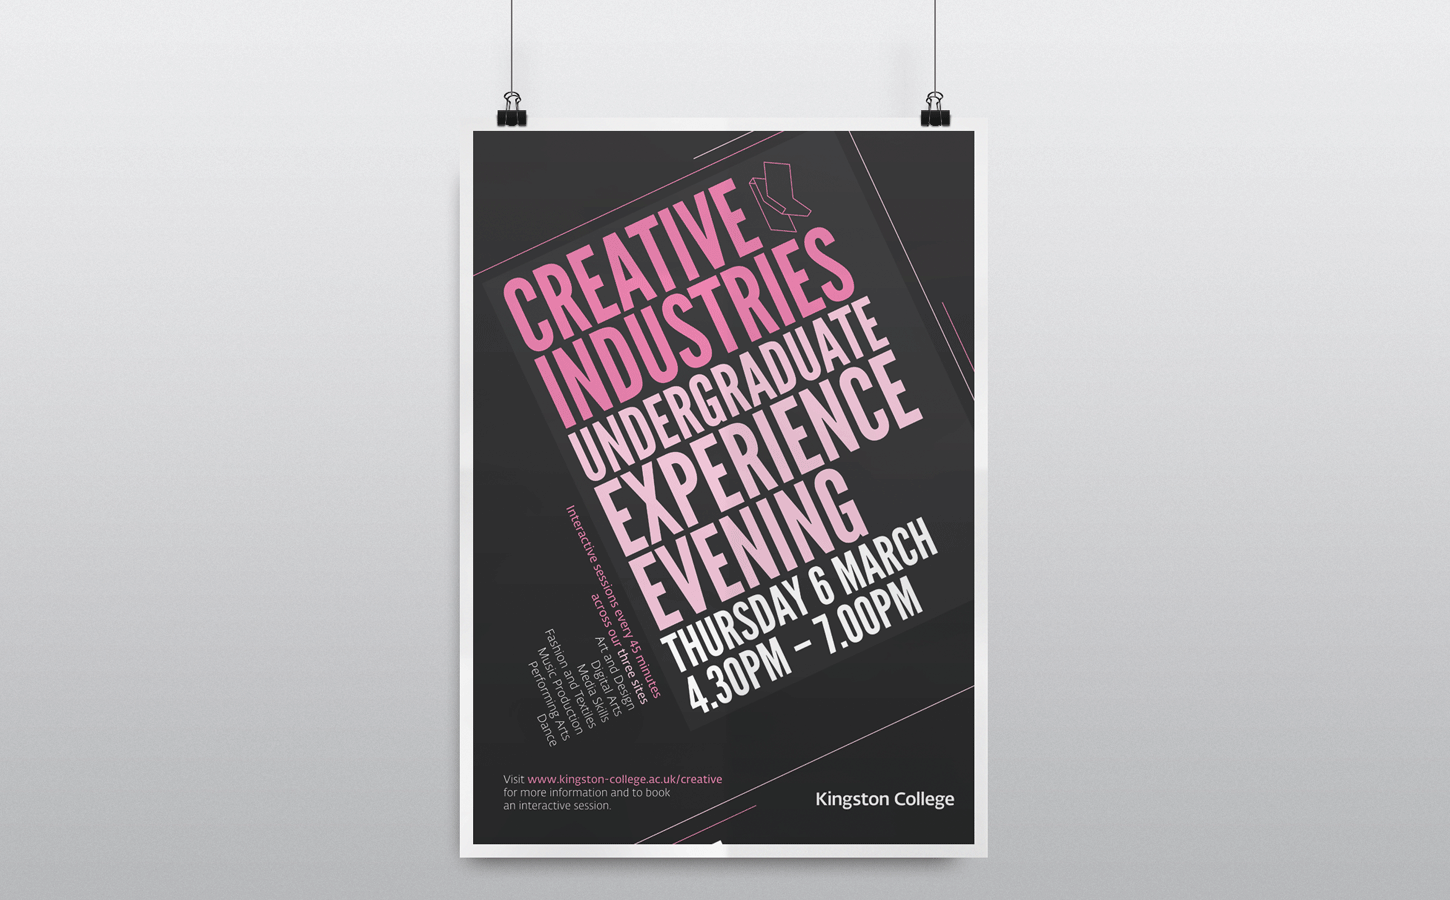 CREATIVE
INDUSTRIES
UNDERGRADUATE
EXPERIENCE
EVENING
THURSDAY 6 MARCH
4.30PM – 7.00PM
Interactive sessions every 45 minutes
across our three sites
Art and Design
Digital Arts
Media Skills
Fashion and Textiles
Music Production
Performing Arts
Dance
Visit www.kingston-college.ac.uk/creative
for more information and to book
an interactive session.
Kingston College